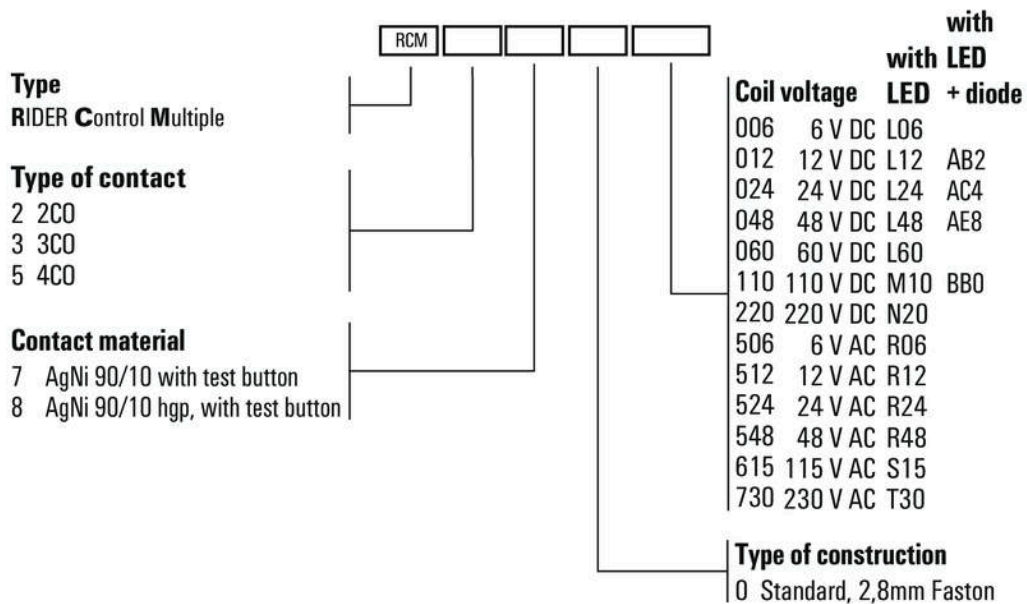 RCM
Type
RIDER Control Multiple
Type of contact
2 2CO
3 3CO
5 4CO
Contact material
7 AgNi 90/10 with test button
8 AgNi 90/10 hgp, with test button
with
with LED
Coil voltage LED + diode
006 6 V DC L06
012 12 V DC L12 AB2
024 24 V DC L24 AC4
048 48 V DC L48 AE8
060 60 V DC L60
110 110 V DC M10 BB0
220 220 V DC N20
506 6 V AC R06
512 12 V AC R12
524 24 V AC R24
548 48 V AC R48
615 115 V AC S15
730 230 V AC T30
Type of construction
0 Standard, 2,8mm Faston